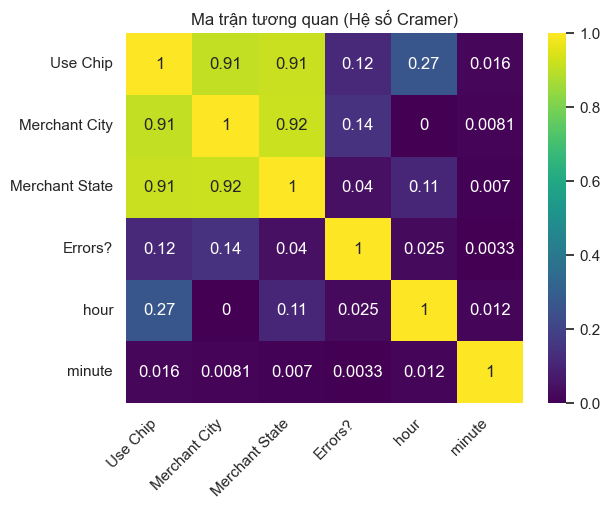 Ma trận tương quan (Hệ số Cramer)
Use Chip 1 0.91 0.91 0.12 0.27 0.016
Merchant City 0.91 1 0.92 0.14 0 0.0081
Merchant State 0.91 0.92 1 0.04 0.11 0.007
Errors? 0.12 0.14 0.04 1 0.025 0.0033
hour 0.27 0 0.11 0.025 1 0.012
minute 0.016 0.0081 0.007 0.0033 0.012 1
Use Chip Merchant City Merchant State Errors? hour minute
1.0
0.8
0.6
0.4
0.2
0.0